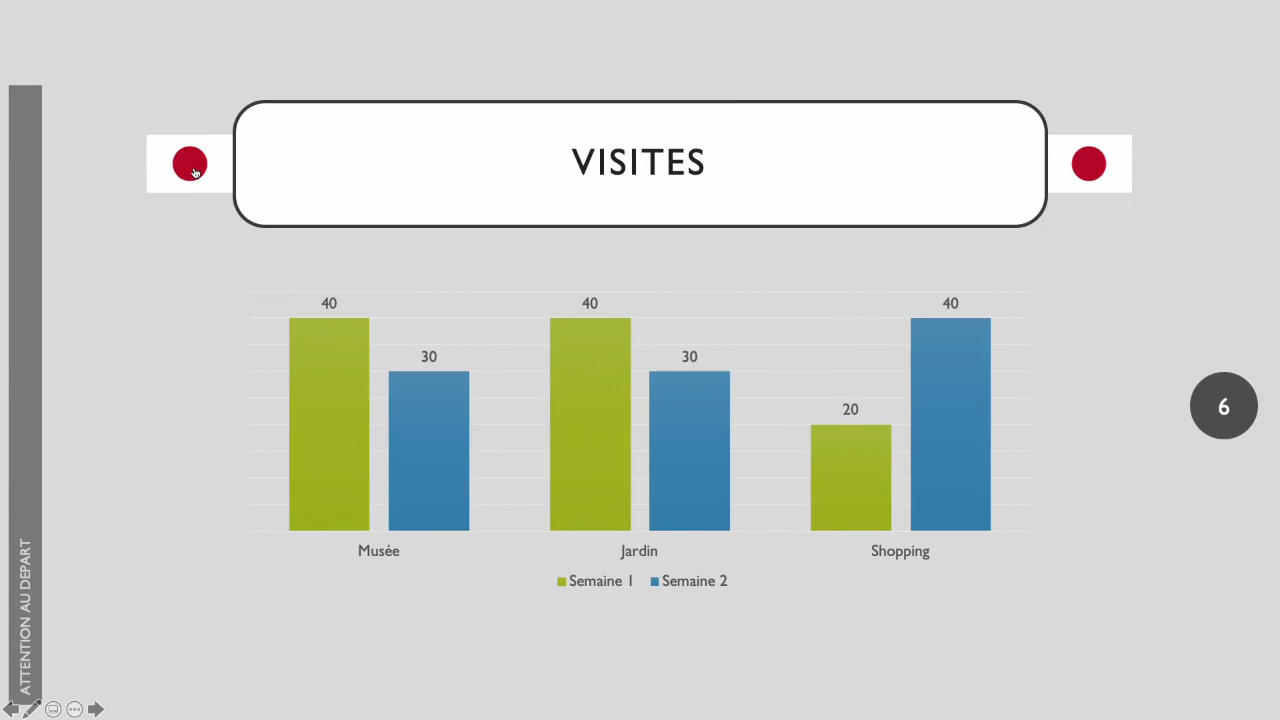 VISITES
40
30
40
30
20
40
Musée
Jardin
Shopping
Semaine 1
Semaine 2
6
ATTENTION AU DEPART